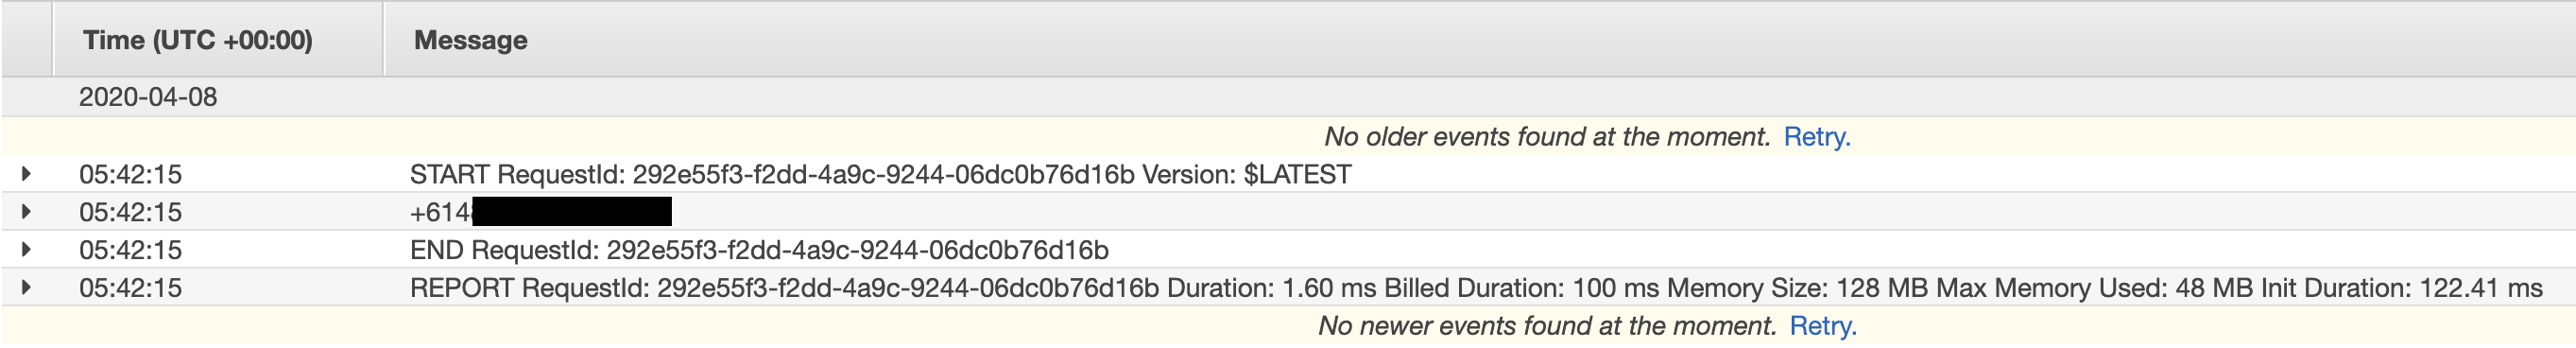 Time (UTC +00:00) Message
2020-04-08
No older events found at the moment. Retry.
05:42:15 START RequestId: 292e55f3-f2dd-4a9c-9244-06dc0b76d16b Version: $LATEST
05:42:15 +614
05:42:15 END RequestId: 292e55f3-f2dd-4a9c-9244-06dc0b76d16b
05:42:15 REPORT RequestId: 292e55f3-f2dd-4a9c-9244-06dc0b76d16b Duration: 1.60 ms Billed Duration: 100 ms Memory Size: 128 MB Max Memory Used: 48 MB Init Duration: 122.41 ms
No newer events found at the moment. Retry.